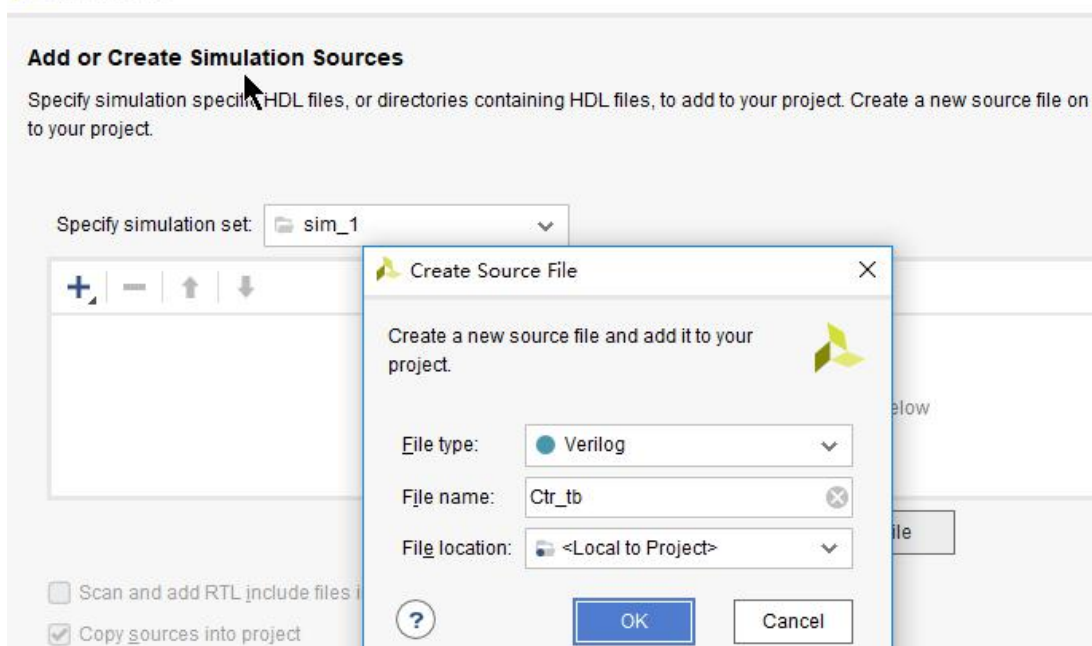 Add or Create Simulation Sources
Specify simulation specific HDL files, or directories containing HDL files, to add to your project. Create a new source file on
to your project.
Specify simulation set: sim_1
Create Source File
Create a new source file and add it to your
project.
elow
File type: Verilog
File name: Ctr_tb
File location: <Local to Project>
ile
Scan and add RTL include files i
Copy sources into project
? OK Cancel